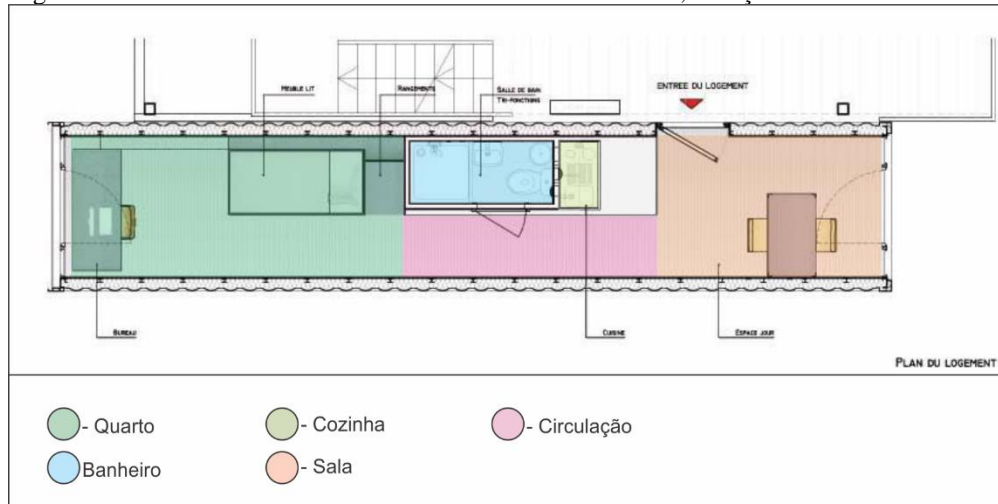 MEUBLE LIT
RANGEMENTS
SALLE DE BAIN
TRI-FONCTIONS
ENTREE DU LOGEMENT
BUREAU
CUISINE
ESPACE JOUR
PLAN DU LOGEMENT
- Quarto
- Cozinha
- Circulação
Banheiro
- Sala